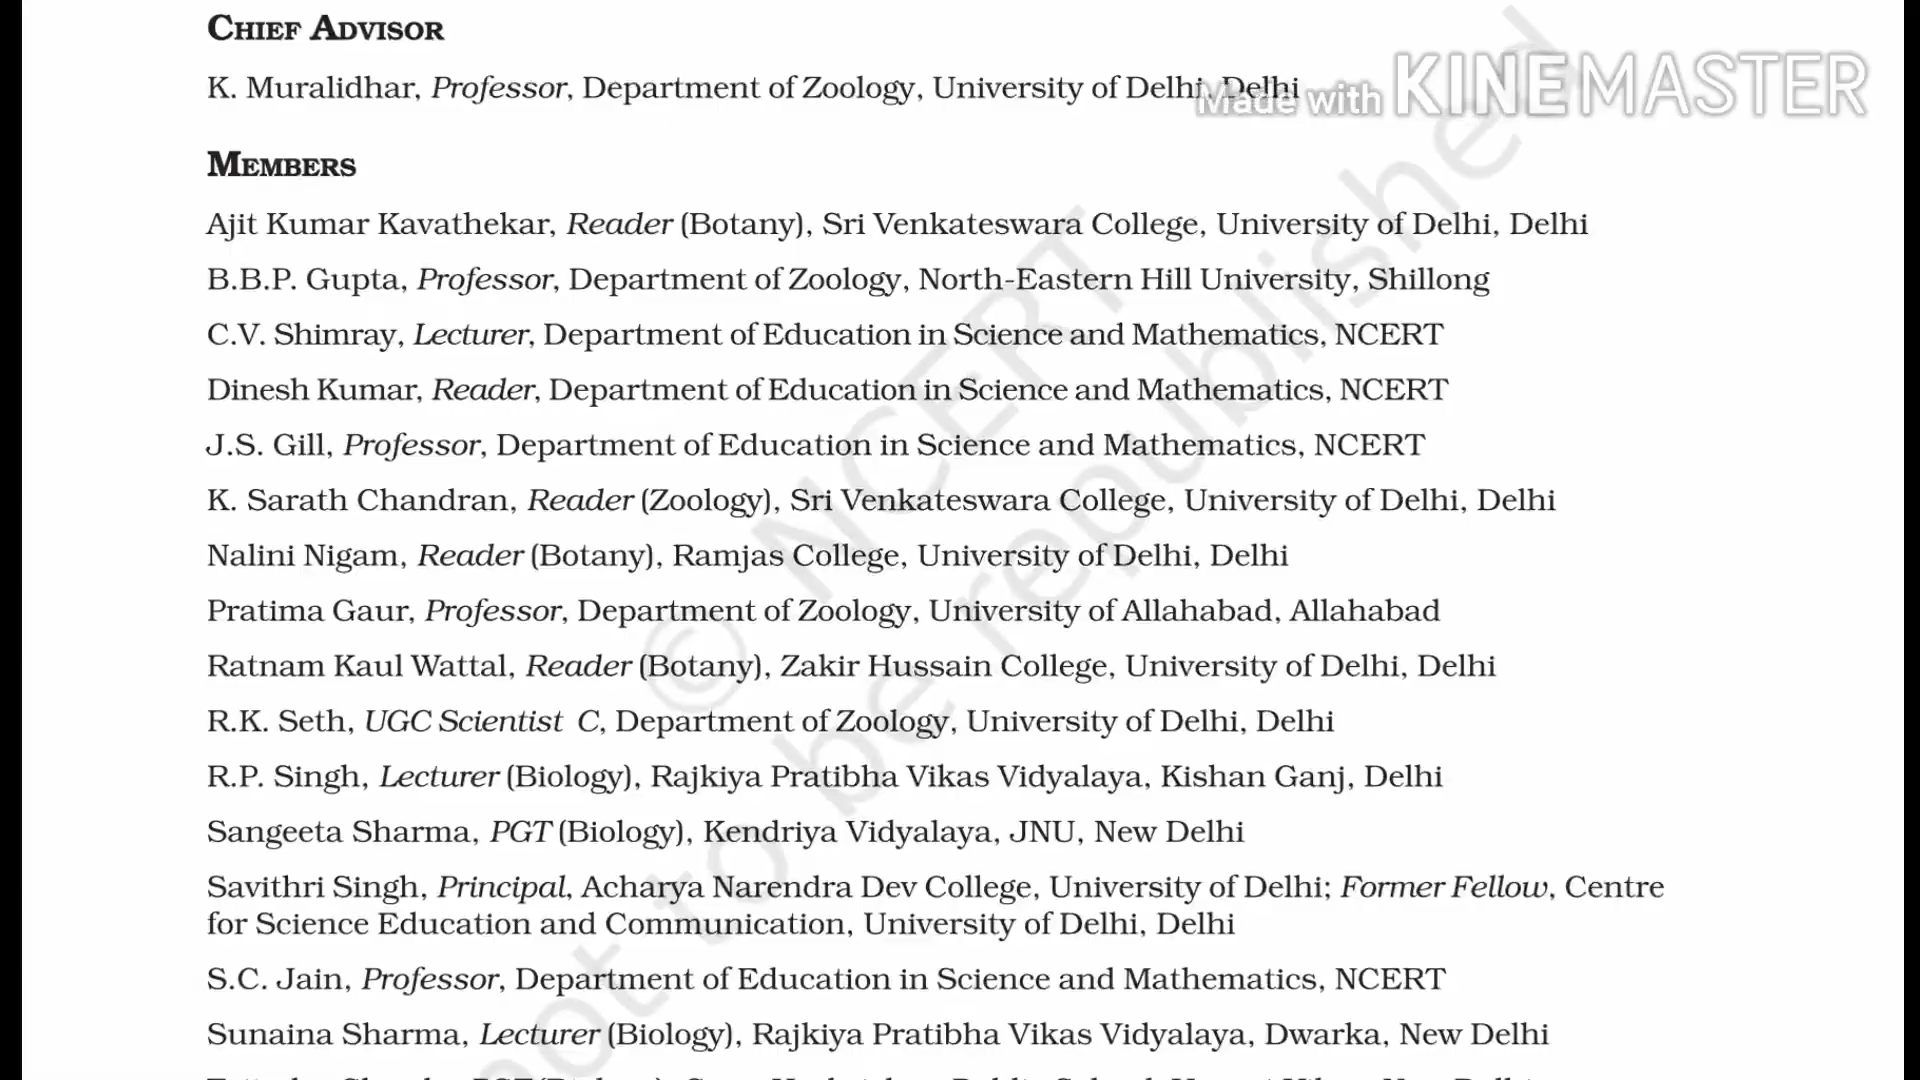 CHIEF ADVISOR
K. Muralidhar, Professor, Department of Zoology, University of Delhi, Delhi
Made with KINEMASTER
MEMBERS
Ajit Kumar Kavathekar, Reader (Botany), Sri Venkateswara College, University of Delhi, Delhi
B.B.P. Gupta, Professor, Department of Zoology, North-Eastern Hill University, Shillong
C.V. Shimray, Lecturer, Department of Education in Science and Mathematics, NCERT
Dinesh Kumar, Reader, Department of Education in Science and Mathematics, NCERT
J.S. Gill, Professor, Department of Education in Science and Mathematics, NCERT
K. Sarath Chandran, Reader (Zoology), Sri Venkateswara College, University of Delhi, Delhi
Nalini Nigam, Reader (Botany), Ramjas College, University of Delhi, Delhi
Pratima Gaur, Professor, Department of Zoology, University of Allahabad, Allahabad
Ratnam Kaul Wattal, Reader (Botany), Zakir Hussain College, University of Delhi, Delhi
R.K. Seth, UGC Scientist C, Department of Zoology, University of Delhi, Delhi
R.P. Singh, Lecturer (Biology), Rajkiya Pratibha Vikas Vidyalaya, Kishan Ganj, Delhi
Sangeeta Sharma, PGT (Biology), Kendriya Vidyalaya, JNU, New Delhi
Savithri Singh, Principal, Acharya Narendra Dev College, University of Delhi; Former Fellow, Centre
for Science Education and Communication, University of Delhi, Delhi
S.C. Jain, Professor, Department of Education in Science and Mathematics, NCERT
Sunaina Sharma, Lecturer (Biology), Rajkiya Pratibha Vikas Vidyalaya, Dwarka, New Delhi
© NCERT
not to be republished